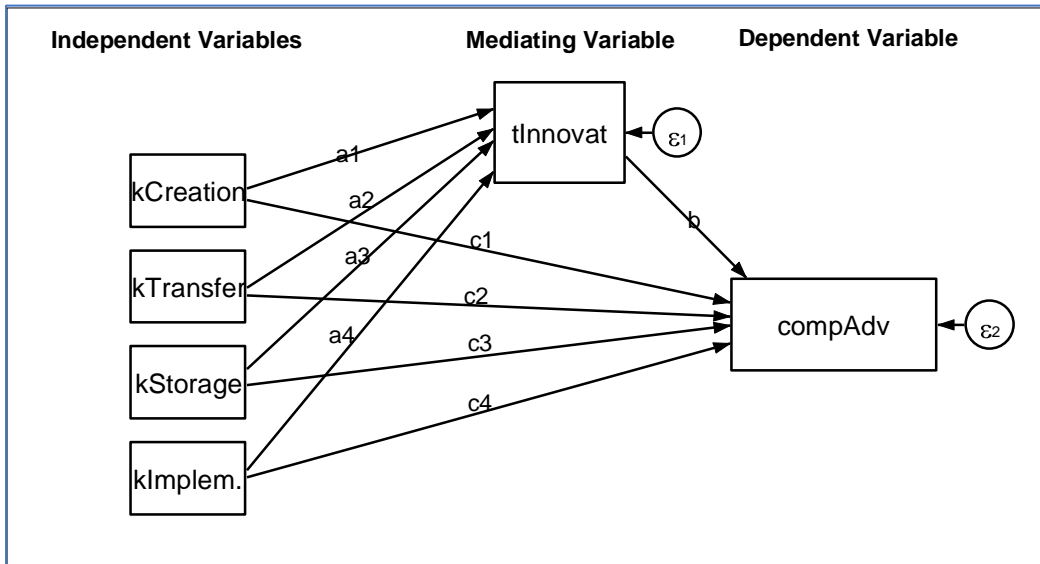 Independent Variables
Mediating Variable
Dependent Variable
tInnovat
ε1
kCreation
a1
a2
c1
b
kTransfer
a3
c2
compAdv
ε2
a4
c3
kStorage
c4
kImplem.